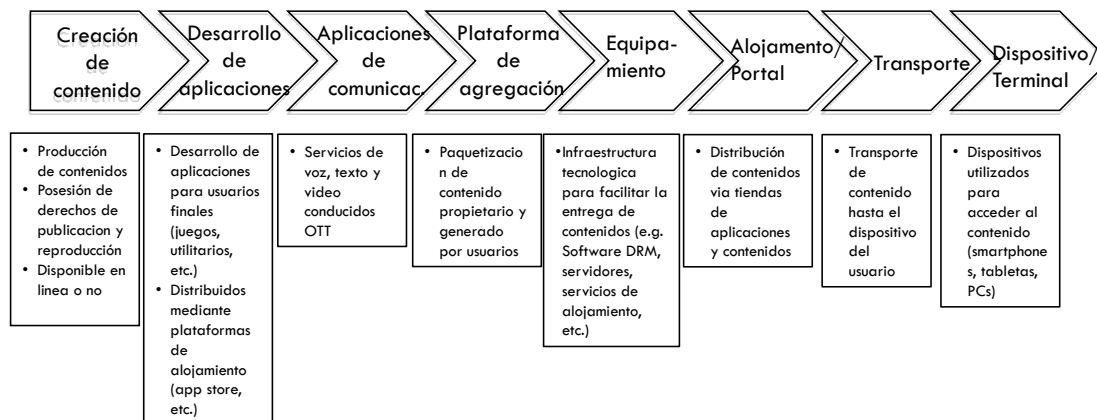 Creación
de
contenido
Desarrollo
de
aplicaciones
Aplicaciones
de
comunicac.
Plataforma
de
agregación
Equipa-
miento
Alojamento/
Portal
Transporte
Dispositivo/
Terminal
• Producción
de contenidos
• Posesión de
derechos de
publicacion y
reproducción
• Disponible en
linea o no
• Desarrollo de
aplicaciones
para usuarios
finales
(juegos,
utilitarios,
etc.)
• Distribuidos
mediante
plataformas
de
alojamiento
(app store,
etc.)
• Servicios de
voz, texto y
video
conducidos
OTT
• Paquetizacio
n de contenido
propietario y
generado
por usuarios
•Infraestructura
tecnologica
para facilitar la
entrega de
contenidos (e.g.
Software DRM,
servidores,
servicios de
alojamiento,
etc.)
• Distribución
de contenidos
via tiendas
de
aplicaciones
y contenidos
• Transporte
de
contenido
hasta el
dispositivo
del
usuario
• Dispositivos
utilizados
para
acceder al
contenido
(smartphone
s, tabletas,
PCs)